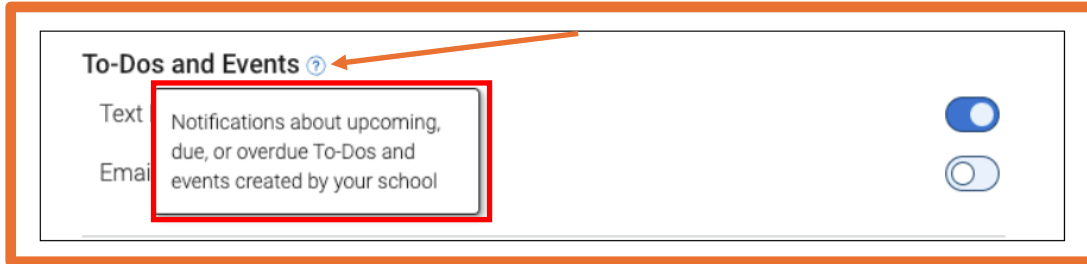 To-Dos and Events ?
Text
Notifications about upcoming,
due, or overdue To-Dos and
Emai
events created by your school